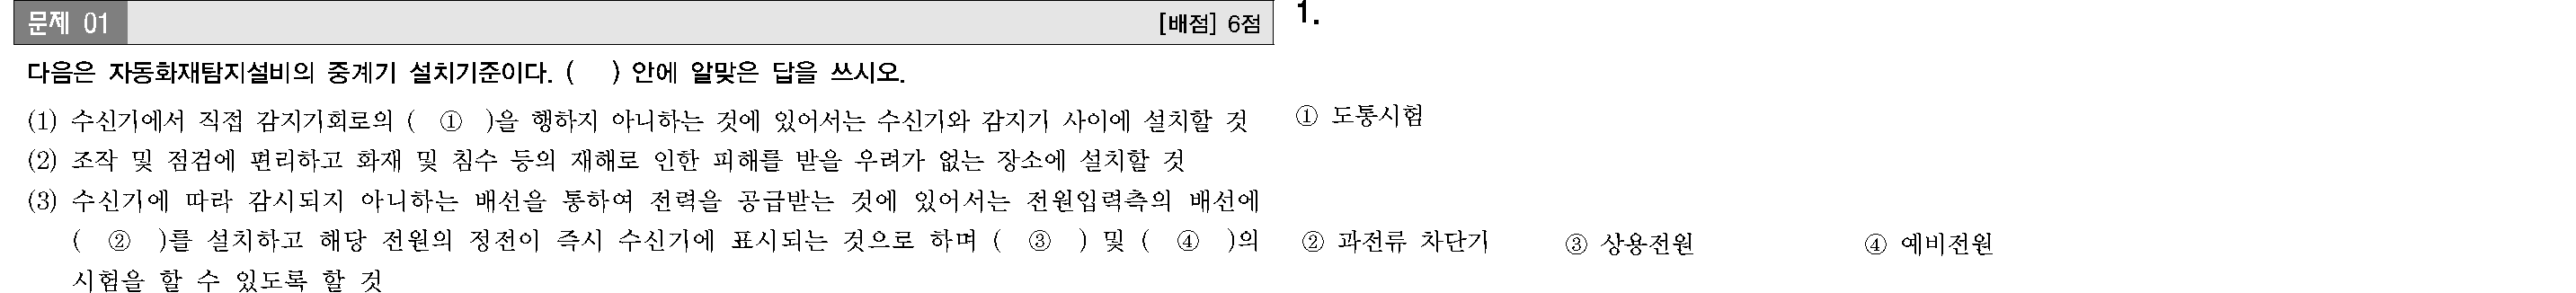 문제 01 [배점] 6점
다음은 자동화재탐지설비의 중계기 설치기준이다. ( ) 안에 알맞은 답을 쓰시오.
(1) 수신기에서 직접 감지기회로의 ( ① )을 행하지 아니하는 것에 있어서는 수신기와 감지기 사이에 설치할 것
(2) 조작 및 점검에 편리하고 화재 및 침수 등의 재해로 인한 피해를 받을 우려가 없는 장소에 설치할 것
(3) 수신기에 따라 감시되지 아니하는 배선을 통하여 전력을 공급받는 것에 있어서는 전원입력측의 배선에
( ② )를 설치하고 해당 전원의 정전이 즉시 수신기에 표시되는 것으로 하며 ( ③ ) 및 ( ④ )의
시험을 할 수 있도록 할 것
1.
① 도통시험
② 과전류 차단기 ③ 상용전원 ④ 예비전원